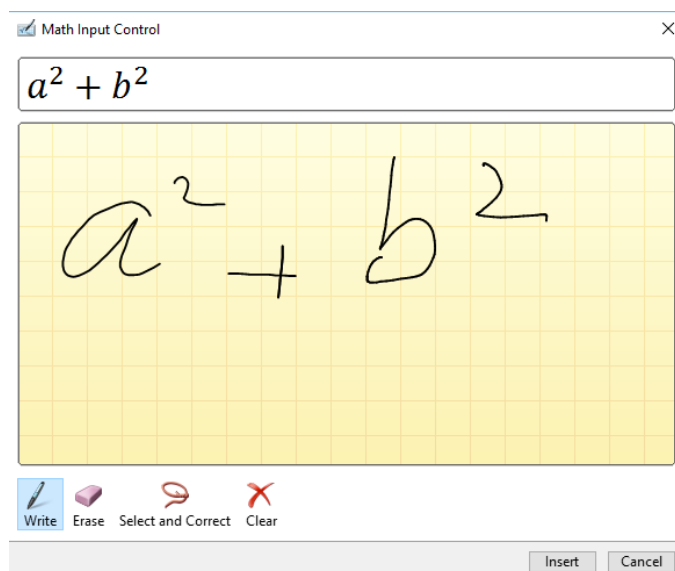 Math Input Control
a² + b²
a² + b²
Write Erase Select and Correct Clear
Insert Cancel